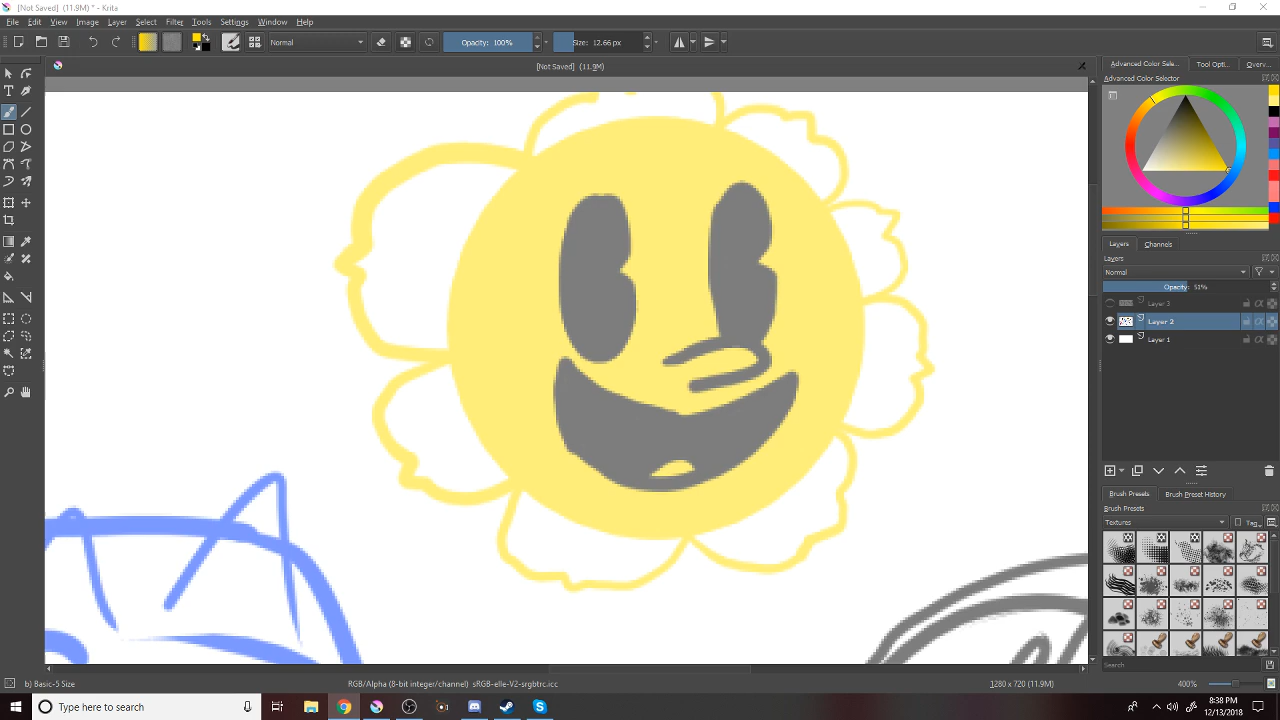 [Not Saved] (11.9M) * - Krita
File Edit View Image Layer Select Filter Tools Settings Window Help
Normal Opacity: 100% Size: 12.66 px
[Not Saved] (11.9M)
Advanced Color Selec... Tool Opti... Overv...
Advanced Color Selector
Layers Channels
Layers
Normal
Opacity: 51%
Layer 3
Layer 2
Layer 1
Brush Presets Brush Preset History
Brush Presets
Textures Tag
Search
b) Basic-5 Size RGB/Alpha (8-bit integer/channel) sRGB-elle-V2-srgbtrc.icc 1280 x 720 (11.9M) 400%
Type here to search
8:38 PM
12/13/2018